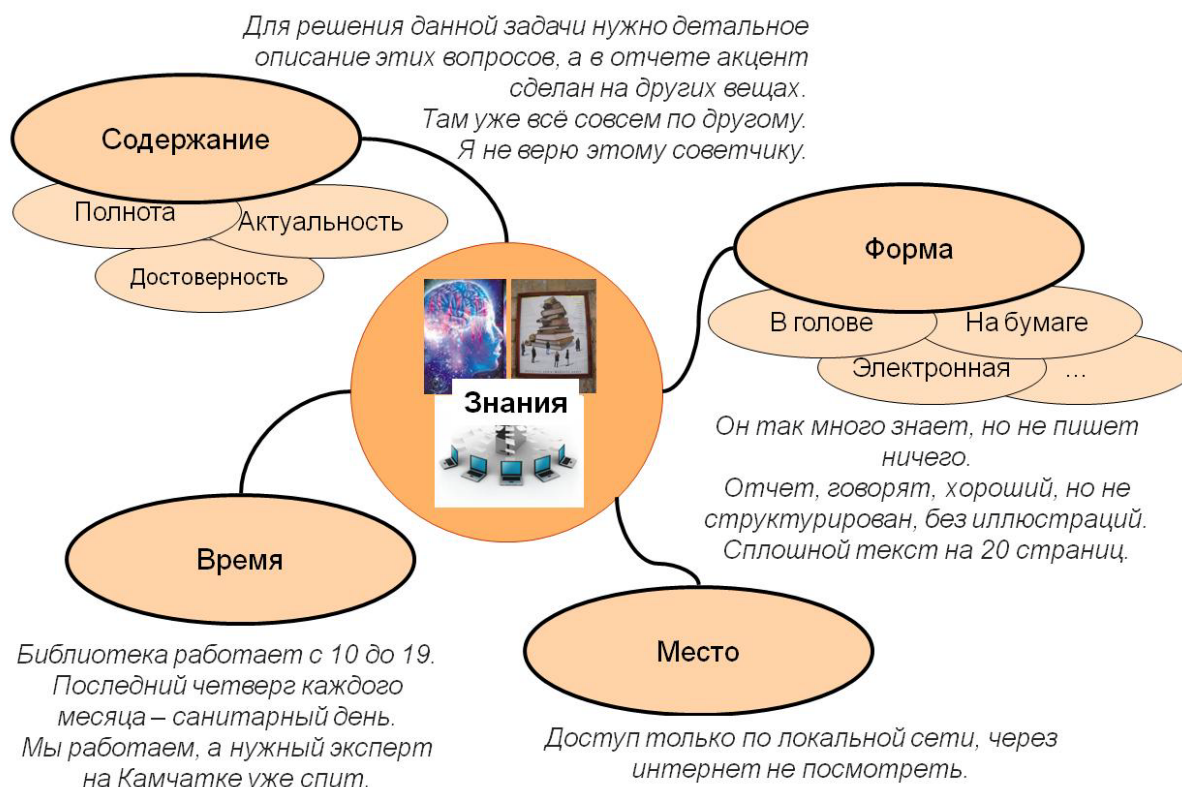 Для решения данной задачи нужно детальное
описание этих вопросов, а в отчете акцент
сделан на других вещах.
Там уже всё совсем по другому.
Я не верю этому советчику.
Содержание
Полнота
Актуальность
Достоверность
Форма
В голове
На бумаге
Электронная
...
Он так много знает, но не пишет
ничего.
Отчет, говорят, хороший, но не
структурирован, без иллюстраций.
Сплошной текст на 20 страниц.
Знания
Время
Библиотека работает с 10 до 19.
Последний четверг каждого
месяца – санитарный день.
Мы работаем, а нужный эксперт
на Камчатке уже спит.
Место
Доступ только по локальной сети, через
интернет не посмотреть.